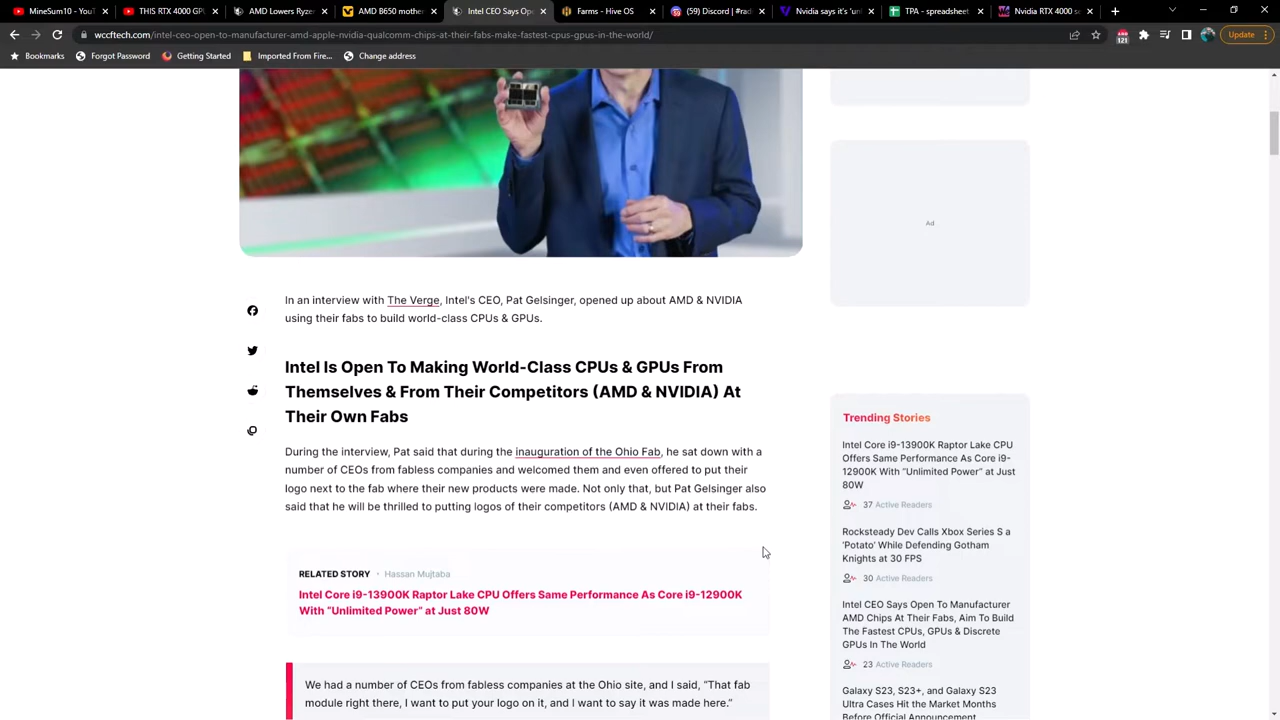 MineSum10 - YouT
THIS RTX 4000 GPU
AMD Lowers Ryzen
AMD B650 mother
Intel CEO Says Op
Farms - Hive OS
(59) Discord | #rad
Nvidia says it's 'unl
TPA - spreadsheet
Nvidia RTX 4000 se
wccftech.com/intel-ceo-open-to-manufacturer-amd-apple-nvidia-qualcomm-chips-at-their-fabs-make-fastest-cpus-gpus-in-the-world/
121
Update
Bookmarks
Forgot Password
Getting Started
Imported From Fire...
Change address
Ad
In an interview with The Verge, Intel's CEO, Pat Gelsinger, opened up about AMD & NVIDIA
using their fabs to build world-class CPUs & GPUs.
Intel Is Open To Making World-Class CPUs & GPUs From
Themselves & From Their Competitors (AMD & NVIDIA) At
Their Own Fabs
During the interview, Pat said that during the inauguration of the Ohio Fab, he sat down with a
number of CEOs from fabless companies and welcomed them and even offered to put their
logo next to the fab where their new products were made. Not only that, but Pat Gelsinger also
said that he will be thrilled to putting logos of their competitors (AMD & NVIDIA) at their fabs.
RELATED STORY • Hassan Mujtaba
Intel Core i9-13900K Raptor Lake CPU Offers Same Performance As Core i9-12900K
With “Unlimited Power” at Just 80W
We had a number of CEOs from fabless companies at the Ohio site, and I said, “That fab
module right there, I want to put your logo on it, and I want to say it was made here.”
Trending Stories
Intel Core i9-13900K Raptor Lake CPU
Offers Same Performance As Core i9-
12900K With “Unlimited Power” at Just
80W
37 Active Readers
Rocksteady Dev Calls Xbox Series S a
‘Potato’ While Defending Gotham
Knights at 30 FPS
30 Active Readers
Intel CEO Says Open To Manufacturer
AMD Chips At Their Fabs, Aim To Build
The Fastest CPUs, GPUs & Discrete
GPUs In The World
23 Active Readers
Galaxy S23, S23+, and Galaxy S23
Ultra Cases Hit the Market Months
Before Official Announcement